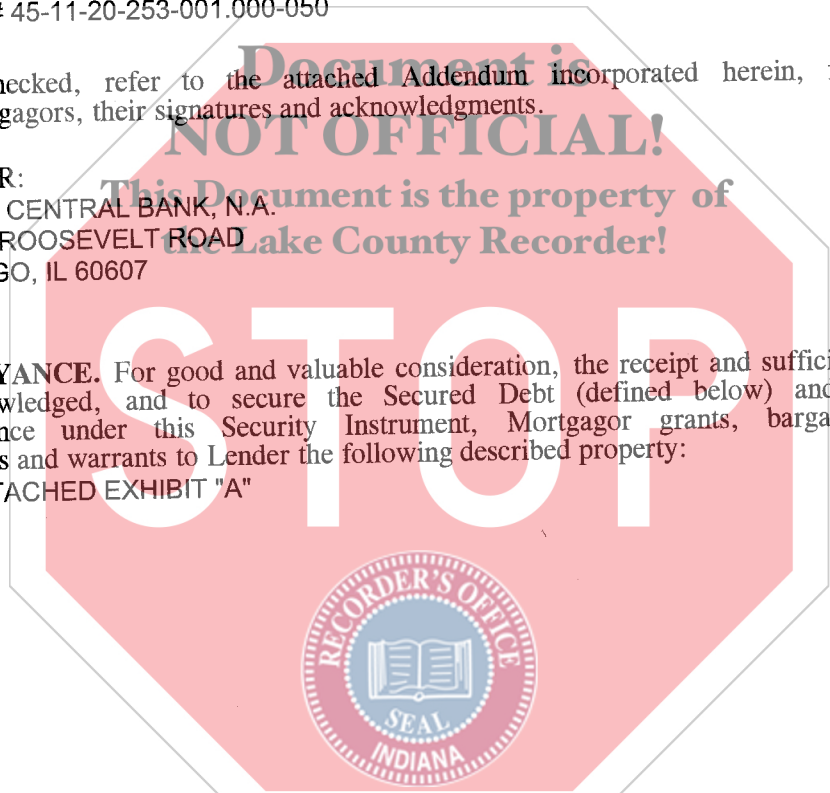 # 45-11-20-253-001.000-050
Document is
hecked, refer to the attached Addendum incorporated herein,
gagors, their signatures and acknowledgments.
NOT OFFICIAL!
R:
This Document is the property of
CENTRAL BANK, N.A.
ROOSEVELT ROAD
the Lake County Recorder!
GO, IL 60607
STOP
YANCE. For good and valuable consideration, the receipt and suffici
wledged, and to secure the Secured Debt (defined below) and
nce under this Security Instrument, Mortgagor grants, barga
s and warrants to Lender the following described property:
TACHED EXHIBIT "A"
RECORDER'S OFFICE
SEAL
INDIANA